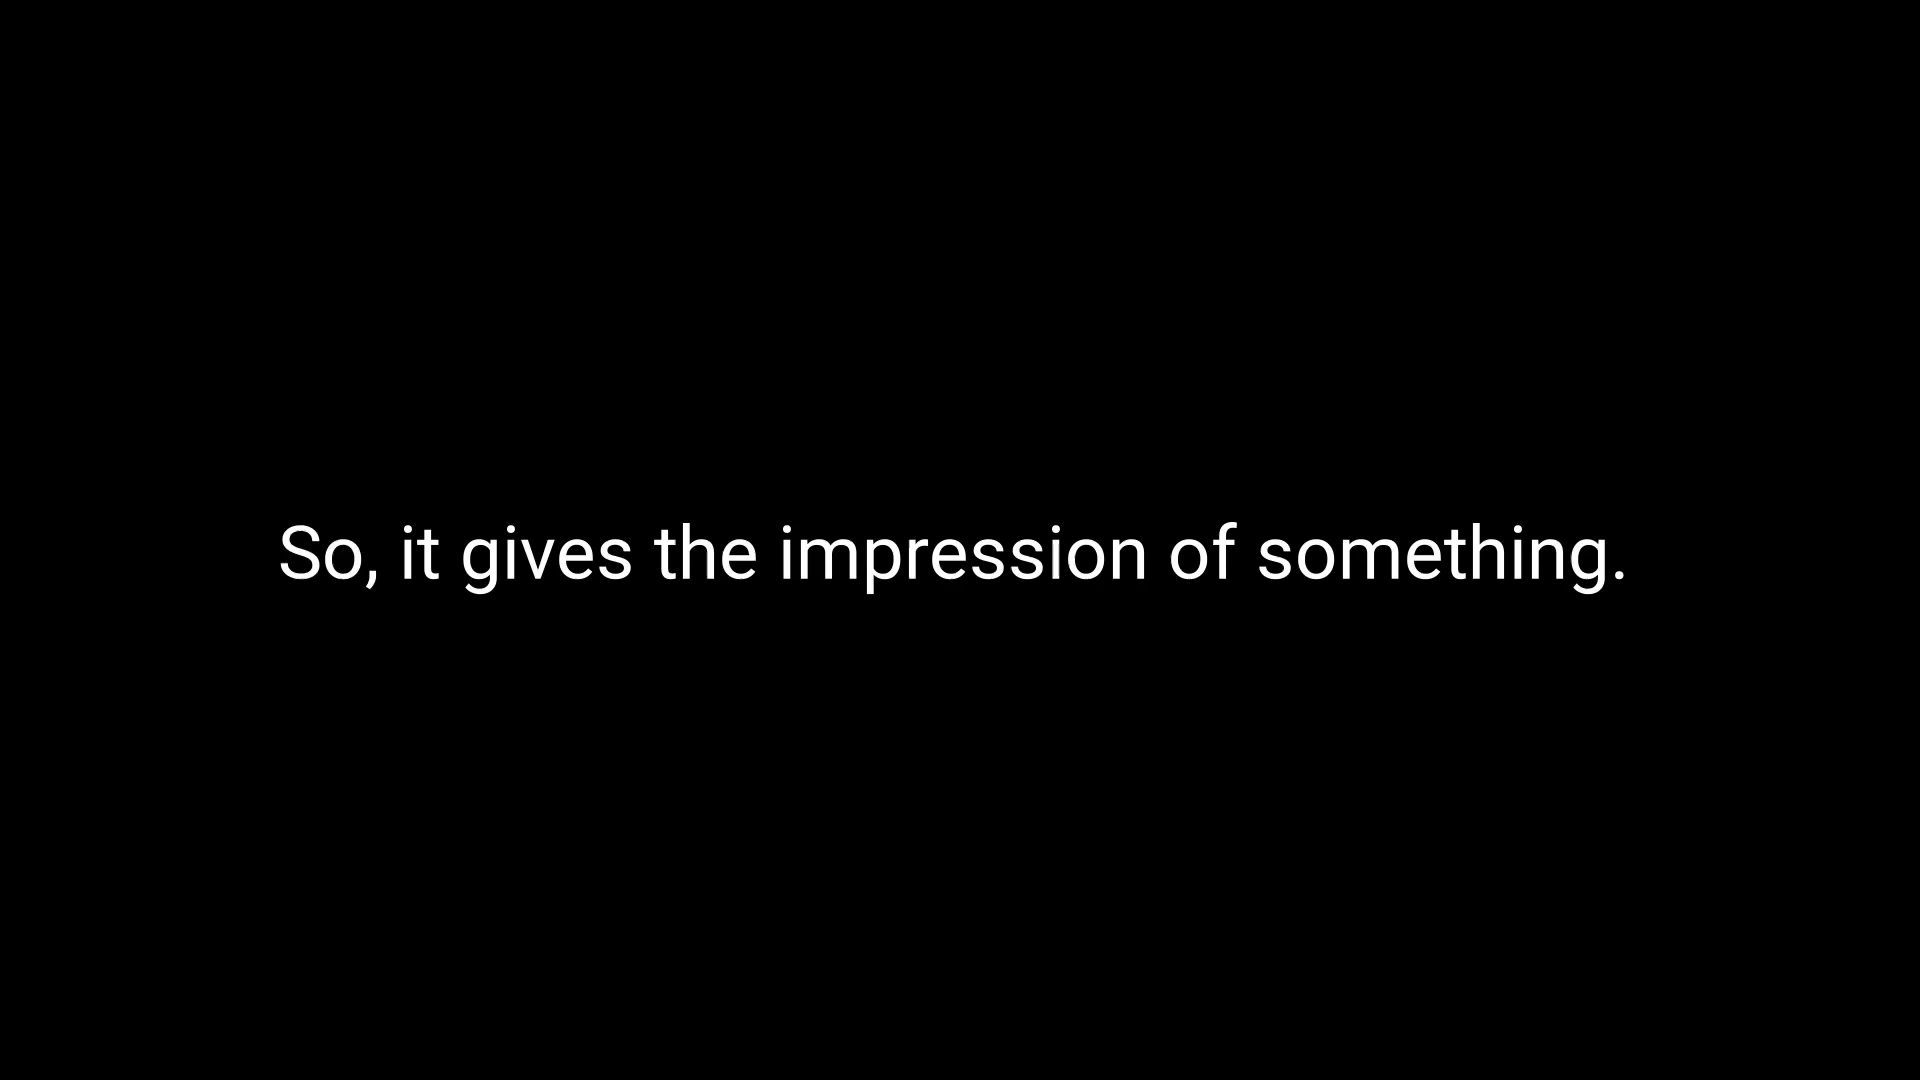 So, it gives the impression of something.